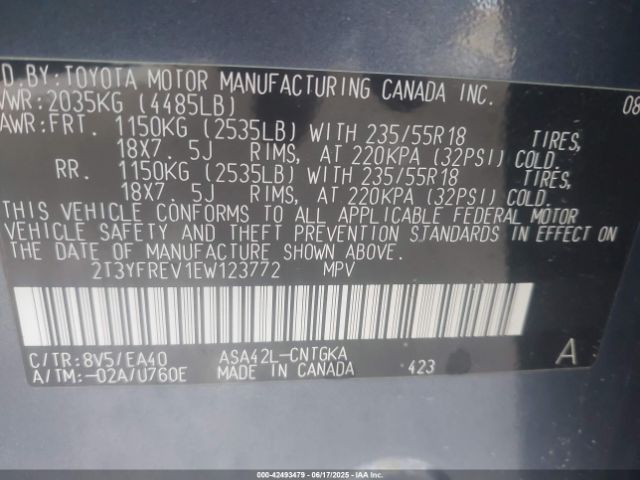 D BY: TOYOTA MOTOR MANUFACTURING CANADA INC.
VWR: 2035KG (4485LB) 08
AWR: FRT. 1150KG (2535LB) WITH 235/55R18 TIRES,
18X7. 5J RIMS, AT 220KPA (32PSI) COLD.
RR. 1150KG (2535LB) WITH 235/55R18 TIRES,
18X7. 5J RIMS, AT 220KPA (32PSI) COLD.
THIS VEHICLE CONFORMS TO ALL APPLICABLE FEDERAL MOTOR
VEHICLE SAFETY AND THEFT PREVENTION STANDARDS IN EFFECT ON
THE DATE OF MANUFACTURE SHOWN ABOVE.
2T3YFREV1EW123772 MPV
C/TR: 8V5/EA40 ASA42L-CNTGKA A
A/TM: -02A/U760E MADE IN CANADA 423
000-42493479 - 06/17/2025 - IAA Inc.